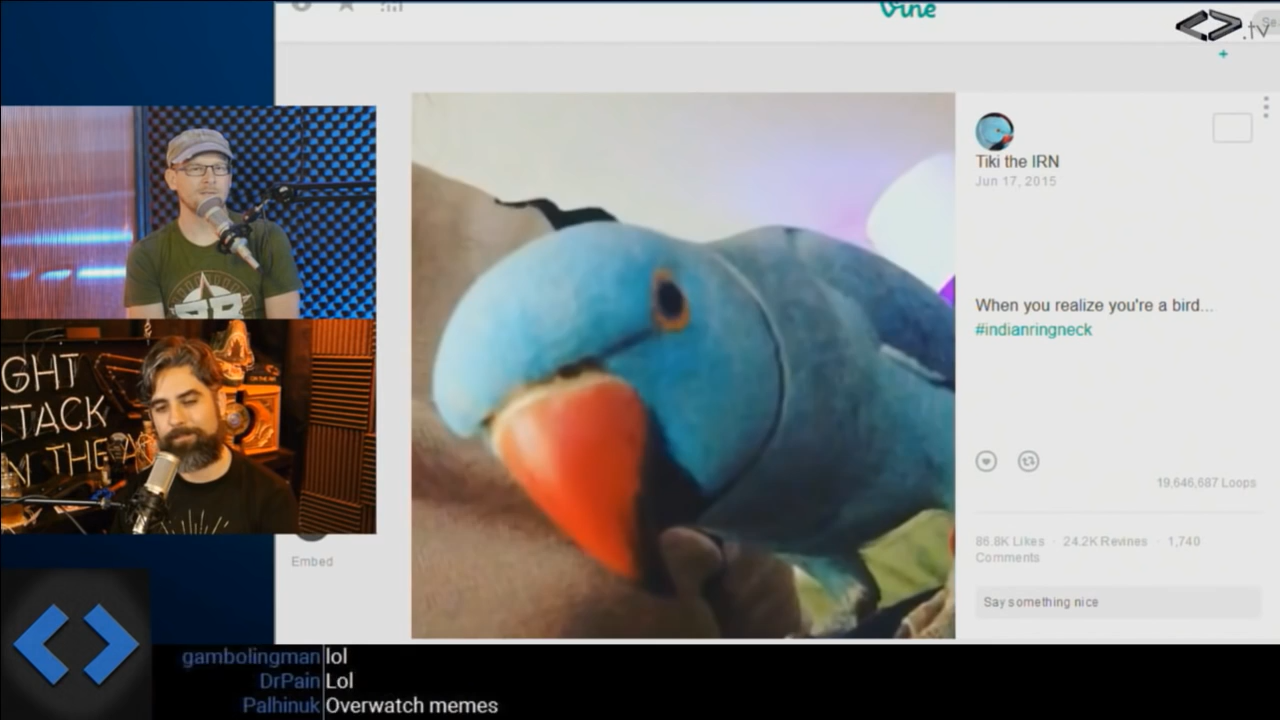 Vine
.tv
Tiki the IRN
Jun 17, 2015
When you realize you're a bird...
#indianringneck
19,646,687 Loops
86.8K Likes · 24.2K Revines · 1,740
Comments
Say something nice
Embed
GHT
TTACK
THE
gambolingman lol
DrPain Lol
Palhinuk Overwatch memes